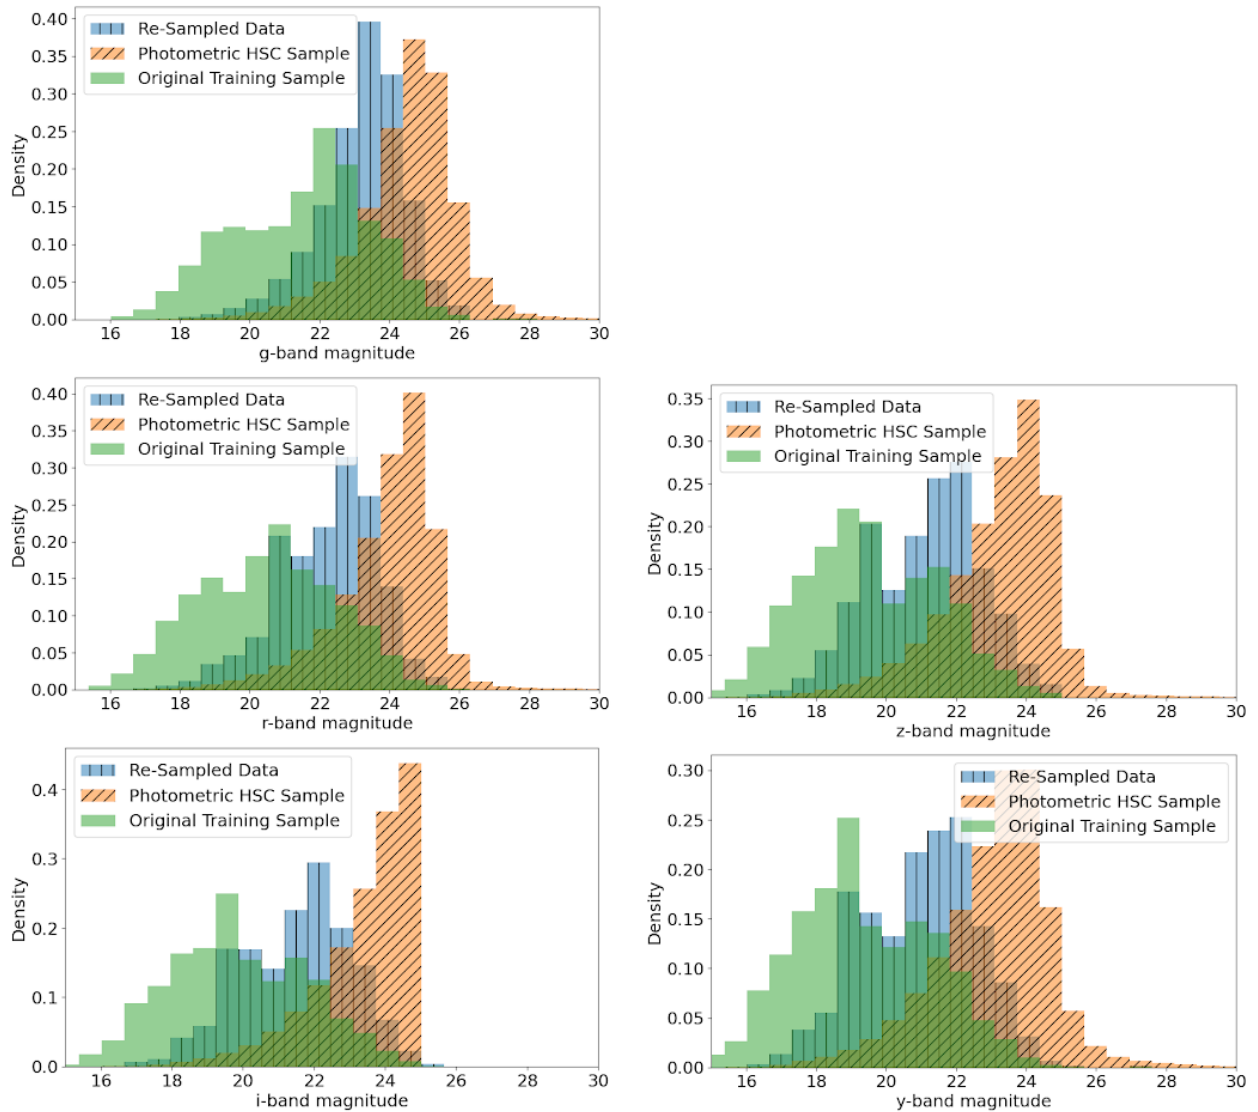 0.40
0.35
0.30
0.25
0.20
0.15
0.10
0.05
0.00
Density
Re-Sampled Data
Photometric HSC Sample
Original Training Sample
16 18 20 22 24 26 28 30
g-band magnitude
0.40
0.30
0.20
0.15
0.10
0.05
0.00
Density
Re-Sampled Data
Photometric HSC Sample
Original Training Sample
16 18 20 22 24 26 28 30
r-band magnitude
0.35
0.30
0.25
0.20
0.15
0.10
0.05
0.00
Density
Re-Sampled Data
Photometric HSC Sample
Original Training Sample
16 18 20 22 24 26 28 30
z-band magnitude
0.4
0.3
0.2
0.1
0.0
Density
Re-Sampled Data
Photometric HSC Sample
Original Training Sample
16 18 20 22 24 26 28 30
i-band magnitude
0.30
0.25
0.20
0.15
0.10
0.05
0.00
Density
Re-Sampled Data
Photometric HSC Sample
Original Training Sample
16 18 20 22 24 26 28 30
y-band magnitude